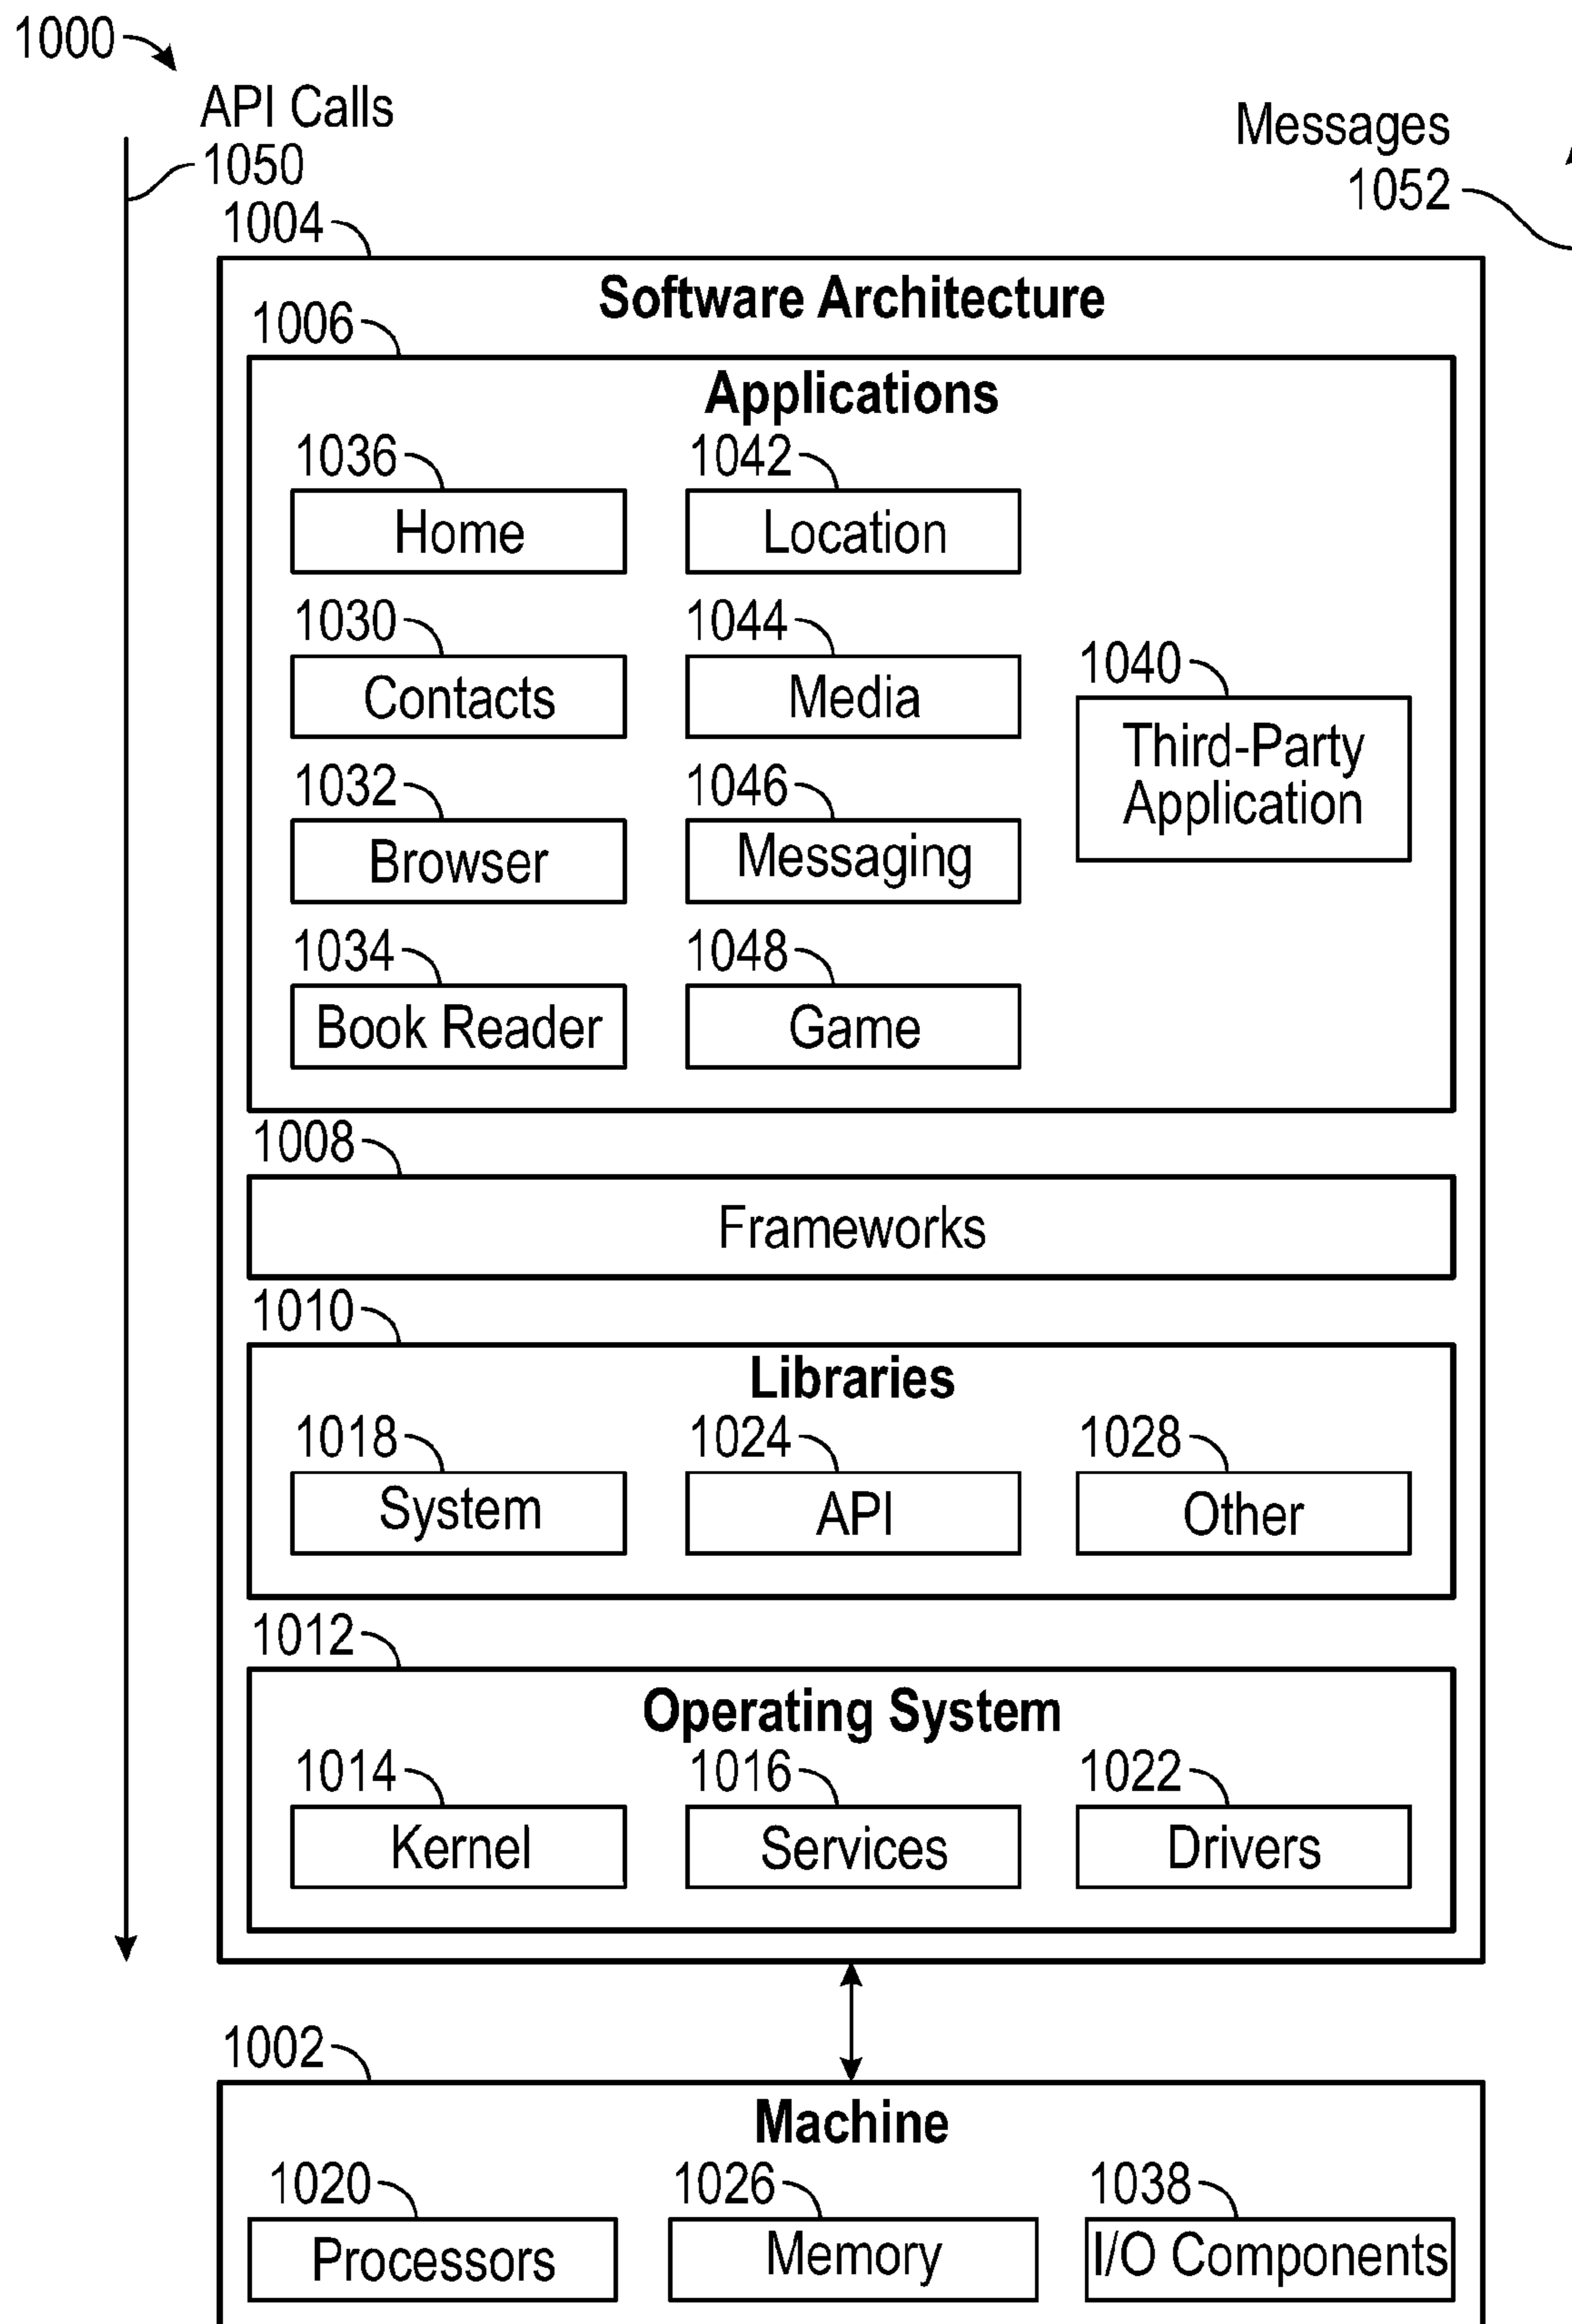 1000
API Calls
1050
Messages
1052
1004
Software Architecture
1006
Applications
1036
1042
Home
Location
1030
1044
Contacts
Media
1040
Third-Party
Application
1032
1046
Browser
Messaging
1034
1048
Book Reader
Game
1008
Frameworks
1010
Libraries
1018
1024
1028
System
API
Other
1012
Operating System
1014
1016
1022
Kernel
Services
Drivers
1002
Machine
1020
1026
1038
Processors
Memory
I/O Components